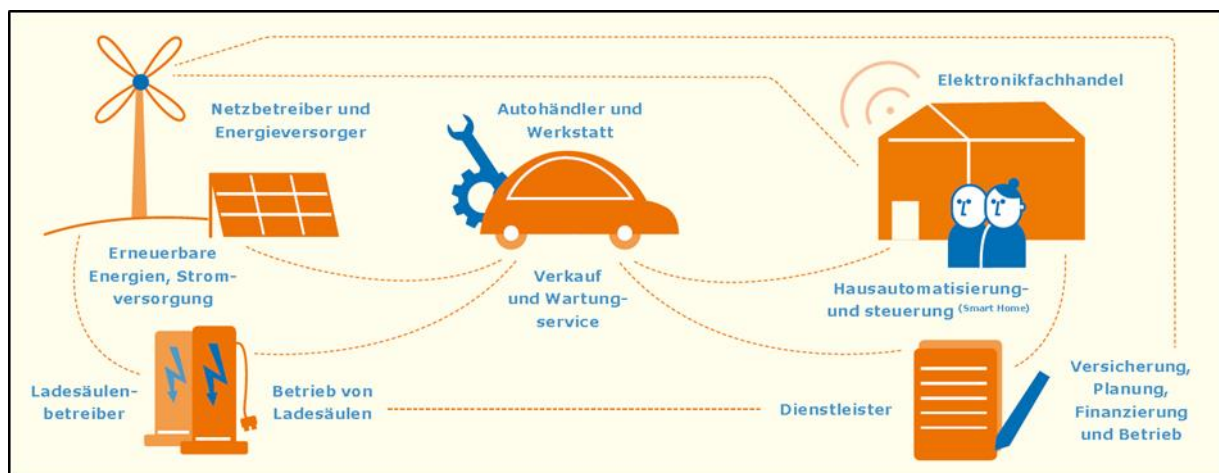 Netzbetreiber und
Energieversorger
Autohändler und
Werkstatt
Elektronikfachhandel
Erneuerbare
Energien, Strom-
versorgung
Verkauf
und Wartung-
service
Hausautomatisierung-
und steuerung (Smart Home)
Ladesäulen-
betreiber
Betrieb von
Ladesäulen
Dienstleister
Versicherung,
Planung,
Finanzierung
und Betrieb